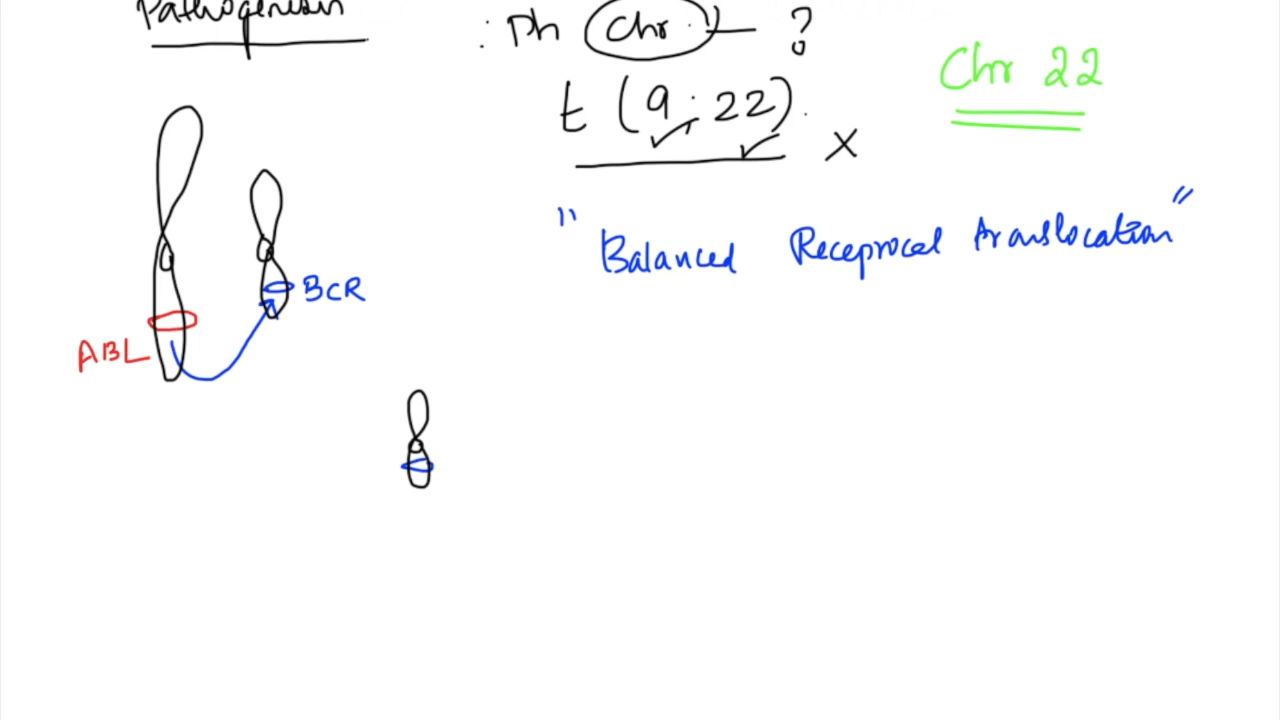 Pathogenesis
: Ph Chr. — ?
Chr 22
t (9; 22).
X
"Balanced Receprocal translocation"
BCR
ABL